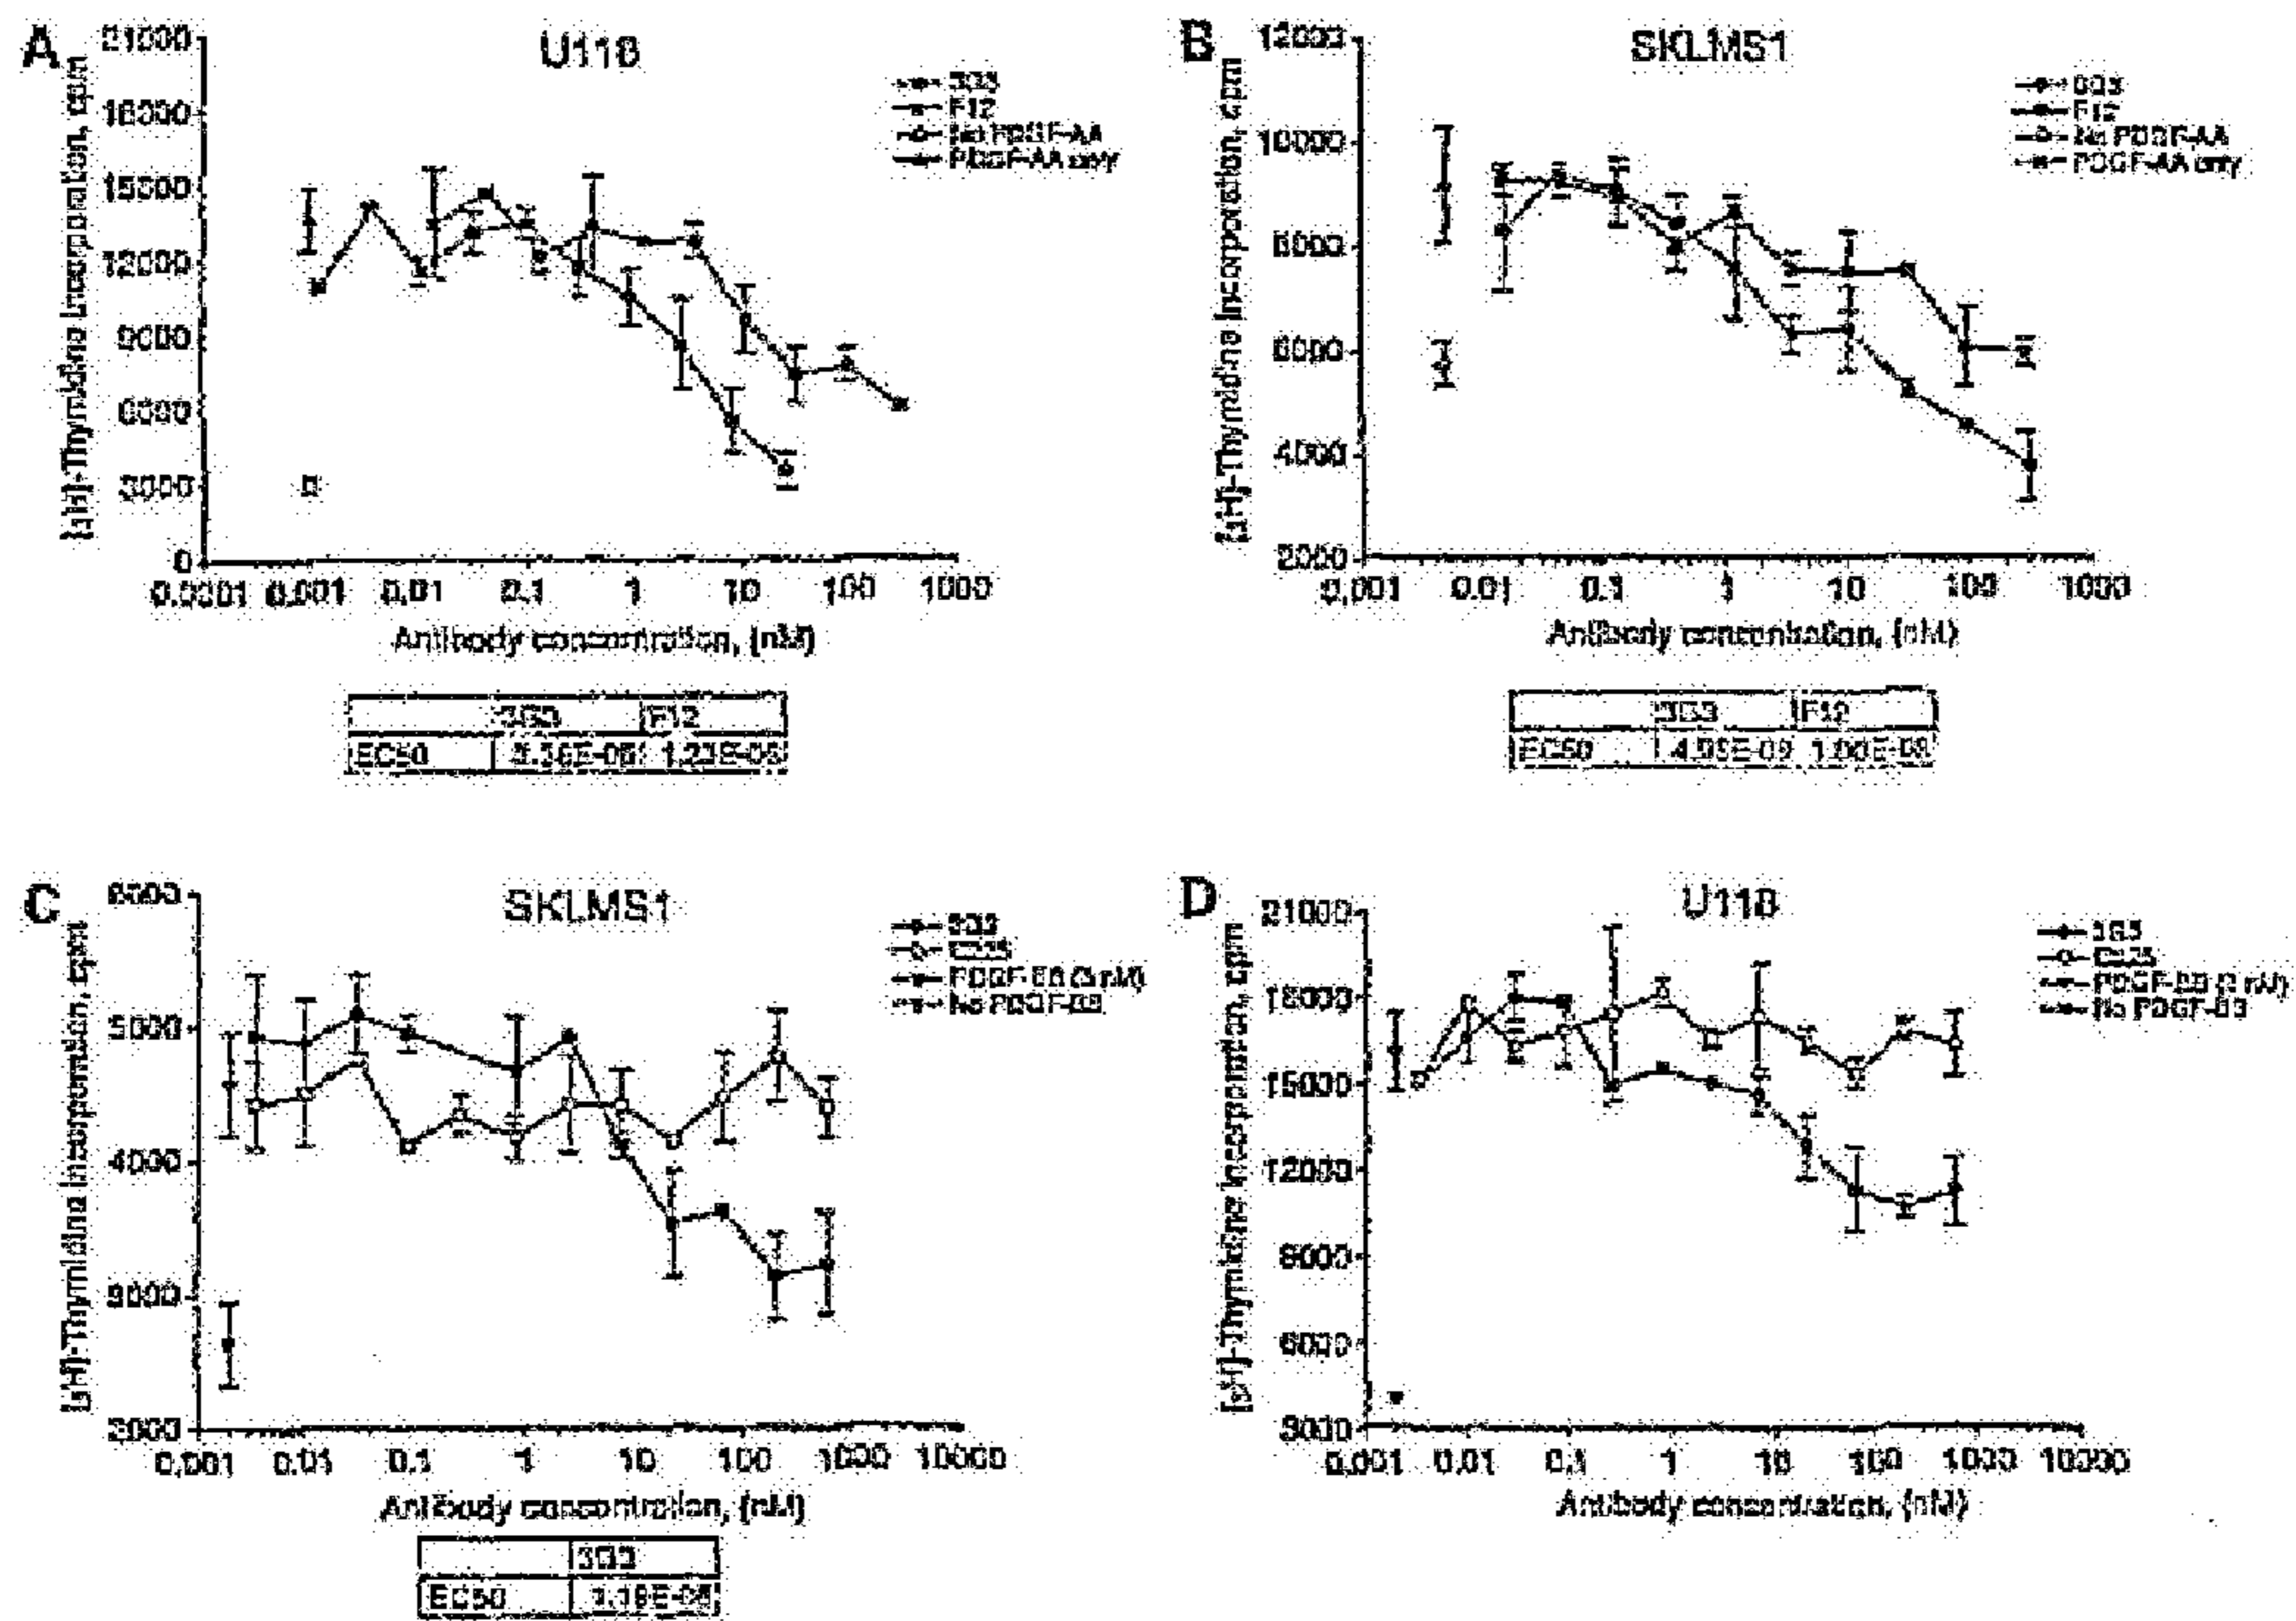 A
U118
[3H]-Thymidine incorporation, cpm
21000
18000
15000
12000
9000
6000
3000
0
3G3
F12
No PDGF-AA
PDGF-AA only
0.0001 0.001 0.01 0.1 1 10 100 1000
Antibody concentration, (nM)
3G3 F12
EC50
B
SKLMS1
[3H]-Thymidine incorporation, cpm
12000
10000
8000
6000
4000
2000
3G3
F12
No PDGF-AA
PDGF-AA only
0.001 0.01 0.1 1 10 100 1000
Antibody concentration, (nM)
3G3 F12
EC50
C
SKLMS1
[3H]-Thymidine incorporation, cpm
6000
5000
4000
3000
2000
3G3
No PDGF-BB
0.001 0.01 0.1 1 10 100 1000 10000
Antibody concentration, (nM)
3G3
EC50
D
U118
[3H]-Thymidine incorporation, cpm
21000
18000
15000
12000
9000
6000
3000
3G3
No PDGF-BB
0.001 0.01 0.1 1 10 100 1000 10000
Antibody concentration, (nM)